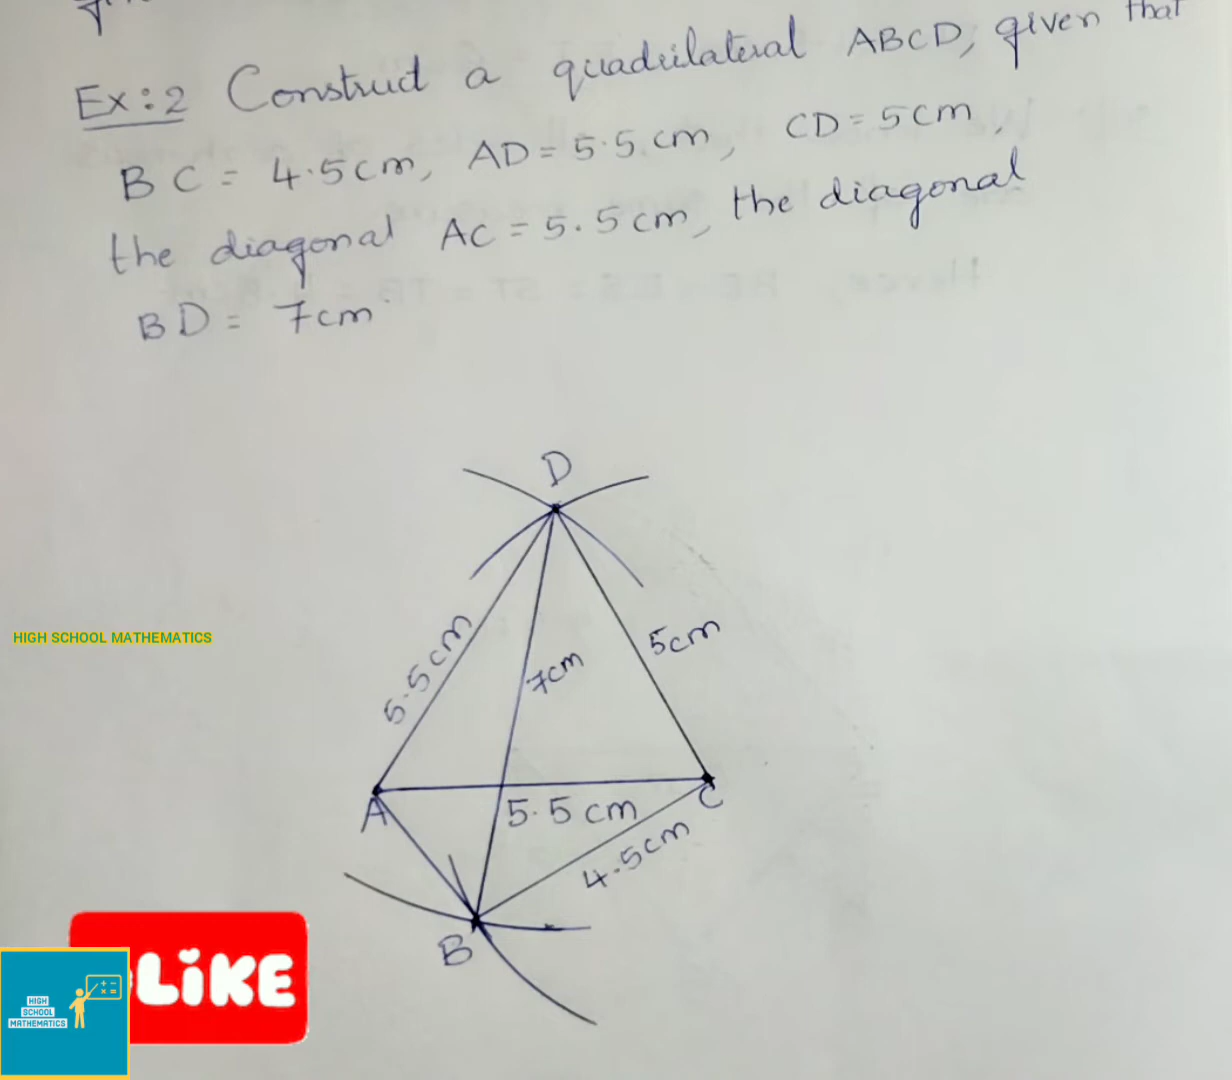 Ex:2 Construct a quadrilateral ABCD, given that
BC = 4.5cm, AD = 5.5 cm, CD = 5cm,
the diagonal AC = 5.5cm, the diagonal
BD = 7cm
D
5.5cm
7cm
5cm
A
5.5 cm
C
4.5cm
B
HIGH SCHOOL MATHEMATICS
LiKE
HIGH
SCHOOL
MATHEMATICS